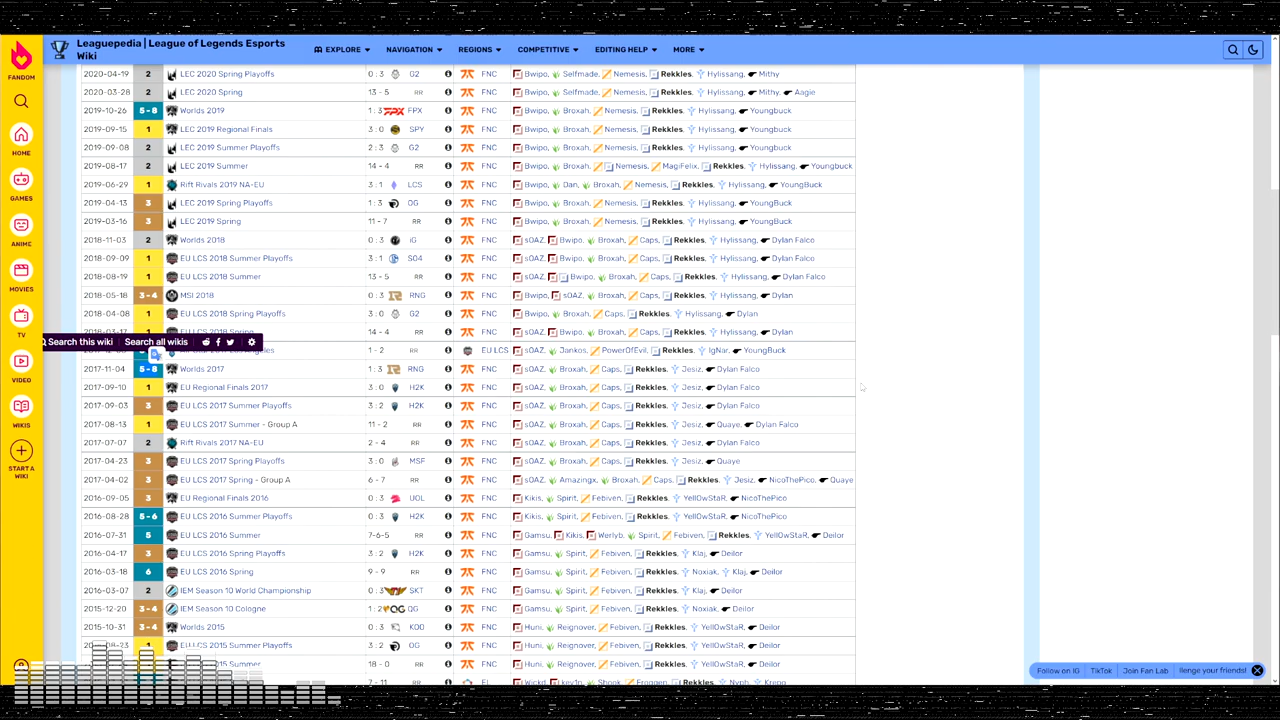 Leaguepedia | League of Legends Esports Wiki
EXPLORE NAVIGATION REGIONS COMPETITIVE EDITING HELP MORE
FANDOM
HOME
GAMES
ANIME
MOVIES
TV
VIDEO
WIKIS
START A WIKI
2020-04-19 2 LEC 2020 Spring Playoffs 0 : 3 G2 FNC Bwipo, Selfmade, Nemesis, Rekkles, Hylissang, Mithy
2020-03-28 2 LEC 2020 Spring 13 - 5 RR FNC Bwipo, Selfmade, Nemesis, Rekkles, Hylissang, Mithy, Aagie
2019-10-26 5 - 8 Worlds 2019 1 : 3 FPX FNC Bwipo, Broxah, Nemesis, Rekkles, Hylissang, Youngbuck
2019-09-15 1 LEC 2019 Regional Finals 3 : 0 SPY FNC Bwipo, Broxah, Nemesis, Rekkles, Hylissang, Youngbuck
2019-09-08 2 LEC 2019 Summer Playoffs 2 : 3 G2 FNC Bwipo, Broxah, Nemesis, Rekkles, Hylissang, Youngbuck
2019-08-17 2 LEC 2019 Summer 14 - 4 RR FNC Bwipo, Broxah, Nemesis, MagiFelix, Rekkles, Hylissang, Youngbuck
2019-06-29 1 Rift Rivals 2019 NA-EU 3 : 1 LCS FNC Bwipo, Dan, Broxah, Nemesis, Rekkles, Hylissang, YoungBuck
2019-04-13 3 LEC 2019 Spring Playoffs 1 : 3 OG FNC Bwipo, Broxah, Nemesis, Rekkles, Hylissang, YoungBuck
2019-03-16 3 LEC 2019 Spring 11 - 7 RR FNC Bwipo, Broxah, Nemesis, Rekkles, Hylissang, YoungBuck
2018-11-03 2 Worlds 2018 0 : 3 iG FNC sOAZ, Bwipo, Broxah, Caps, Rekkles, Hylissang, Dylan Falco
2018-09-09 1 EU LCS 2018 Summer Playoffs 3 : 1 S04 FNC sOAZ, Bwipo, Broxah, Caps, Rekkles, Hylissang, Dylan Falco
2018-08-19 1 EU LCS 2018 Summer 13 - 5 RR FNC sOAZ, Bwipo, Broxah, Caps, Rekkles, Hylissang, Dylan Falco
2018-05-18 3 - 4 MSI 2018 0 : 3 RNG FNC Bwipo, sOAZ, Broxah, Caps, Rekkles, Hylissang, Dylan
2018-04-08 1 EU LCS 2018 Spring Playoffs 3 : 0 G2 FNC Bwipo, Broxah, Caps, Rekkles, Hylissang, Dylan
2018-03-17 1 EU LCS 2018 Spring 14 - 4 RR FNC sOAZ, Bwipo, Broxah, Caps, Rekkles, Hylissang, Dylan
Search this wiki Search all wikis
1 - 2 RR EU LCS sOAZ, Jankos, PowerOfEvil, Rekkles, IgNar, YoungBuck
2017-11-04 5 - 8 Worlds 2017 1 : 3 RNG FNC sOAZ, Broxah, Caps, Rekkles, Jesiz, Dylan Falco
2017-09-10 1 EU Regional Finals 2017 3 : 0 H2K FNC sOAZ, Broxah, Caps, Rekkles, Jesiz, Dylan Falco
2017-09-03 3 EU LCS 2017 Summer Playoffs 3 : 2 H2K FNC sOAZ, Broxah, Caps, Rekkles, Jesiz, Dylan Falco
2017-08-13 1 EU LCS 2017 Summer - Group A 11 - 2 RR FNC sOAZ, Broxah, Caps, Rekkles, Jesiz, Quaye, Dylan Falco
2017-07-07 2 Rift Rivals 2017 NA-EU 2 - 4 RR FNC sOAZ, Broxah, Caps, Rekkles, Jesiz, Dylan Falco
2017-04-23 3 EU LCS 2017 Spring Playoffs 3 : 0 MSF FNC sOAZ, Broxah, Caps, Rekkles, Jesiz, Quaye
2017-04-02 3 EU LCS 2017 Spring - Group A 6 - 7 RR FNC sOAZ, Amazingx, Broxah, Caps, Rekkles, Jesiz, NicoThePico, Quaye
2016-09-05 3 EU Regional Finals 2016 0 : 3 UOL FNC Kikis, Spirit, Febiven, Rekkles, YellOwStaR, NicoThePico
2016-08-28 5 - 6 EU LCS 2016 Summer Playoffs 0 : 3 H2K FNC Kikis, Spirit, Febiven, Rekkles, YellOwStaR, NicoThePico
2016-07-31 5 EU LCS 2016 Summer 7-6-5 RR FNC Gamsu, Kikis, Werlyb, Spirit, Febiven, Rekkles, YellOwStaR, Deilor
2016-04-17 3 EU LCS 2016 Spring Playoffs 3 : 2 H2K FNC Gamsu, Spirit, Febiven, Rekkles, Klaj, Deilor
2016-03-18 6 EU LCS 2016 Spring 9 - 9 RR FNC Gamsu, Spirit, Febiven, Rekkles, Noxiak, Klaj, Deilor
2016-03-07 2 IEM Season 10 World Championship 0 : 3 SKT FNC Gamsu, Spirit, Febiven, Rekkles, Klaj, Deilor
2015-12-20 3 - 4 IEM Season 10 Cologne 1 : 2 QG FNC Gamsu, Spirit, Febiven, Rekkles, Noxiak, Deilor
2015-10-31 3 - 4 Worlds 2015 0 : 3 KOO FNC Huni, Reignover, Febiven, Rekkles, YellOwStaR, Deilor
08-23 1 EU LCS 2015 Summer Playoffs 3 : 2 OG FNC Huni, Reignover, Febiven, Rekkles, YellOwStaR, Deilor
Summer 18 - 0 RR FNC Huni, Reignover, Febiven, Rekkles, YellOwStaR, Deilor
7 - 11 RR EL Wickd, Kev1n, Shook, Froggen, Rekkles, Nyph, Krepo
Follow on IG TikTok Join Fan Lab llenge your friends!